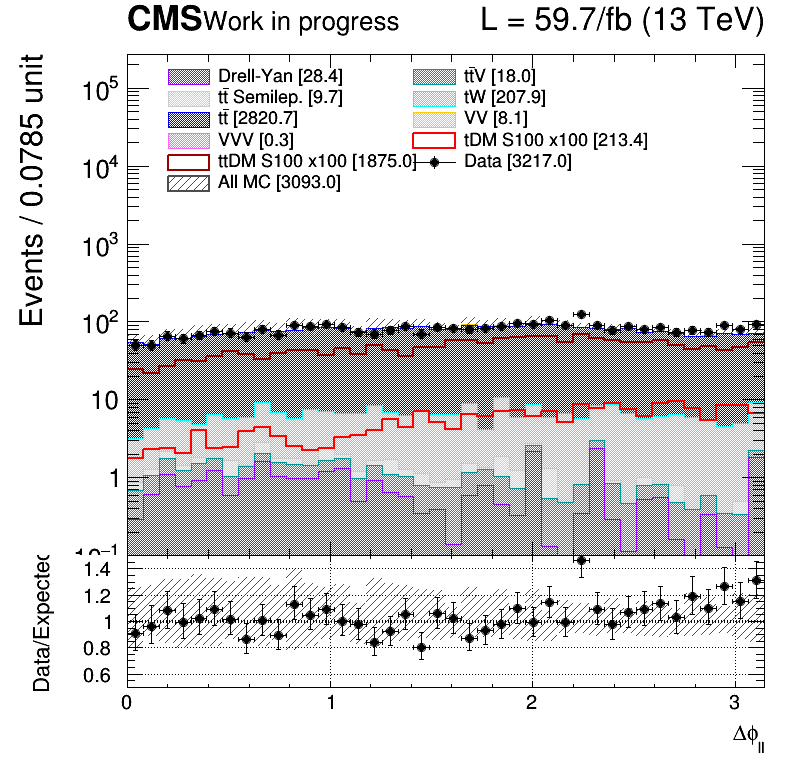 CMS Work in progress L = 59.7/fb (13 TeV)
Events / 0.0785 unit
Drell-Yan [28.4] tt̄V [18.0]
tt̄ Semilep. [9.7] tW [207.9]
tt̄ [2820.7] VV [8.1]
VVV [0.3] tDM S100 x100 [213.4]
ttDM S100 x100 [1875.0] Data [3217.0]
All MC [3093.0]
10⁵
10⁴
10³
10²
10
1
10⁻¹
Data/Expected
1.4
1.2
1
0.8
0.6
0 1 2 3
Δϕ_ll